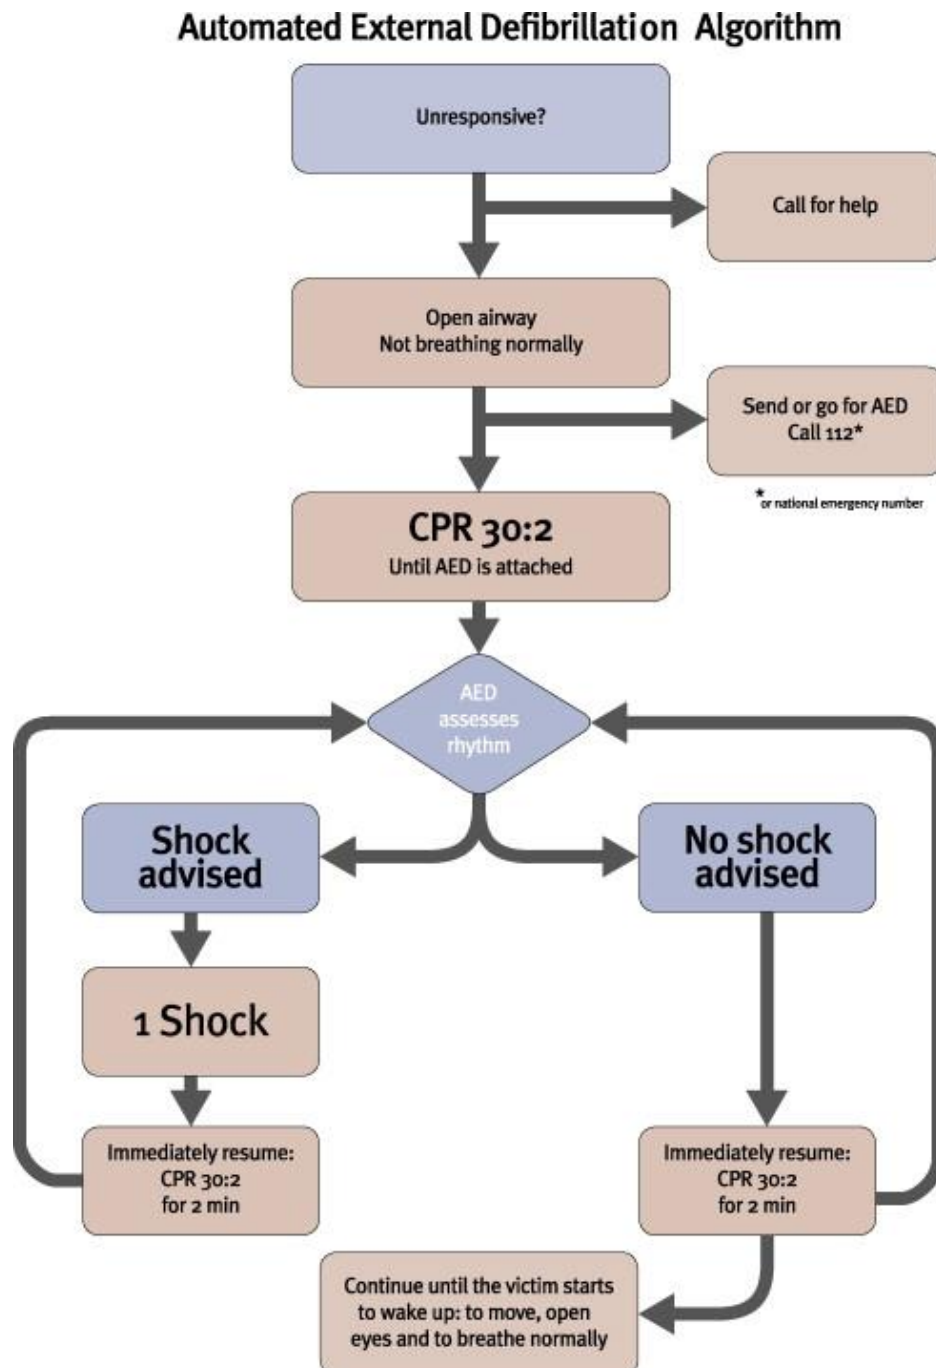 Automated External Defibrillation Algorithm
Unresponsive?
Call for help
Open airway
Not breathing normally
Send or go for AED
Call 112*
*or national emergency number
CPR 30:2
Until AED is attached
AED
assesses
rhythm
Shock
advised
No shock
advised
1 Shock
Immediately resume:
CPR 30:2
for 2 min
Immediately resume:
CPR 30:2
for 2 min
Continue until the victim starts
to wake up: to move, open
eyes and to breathe normally